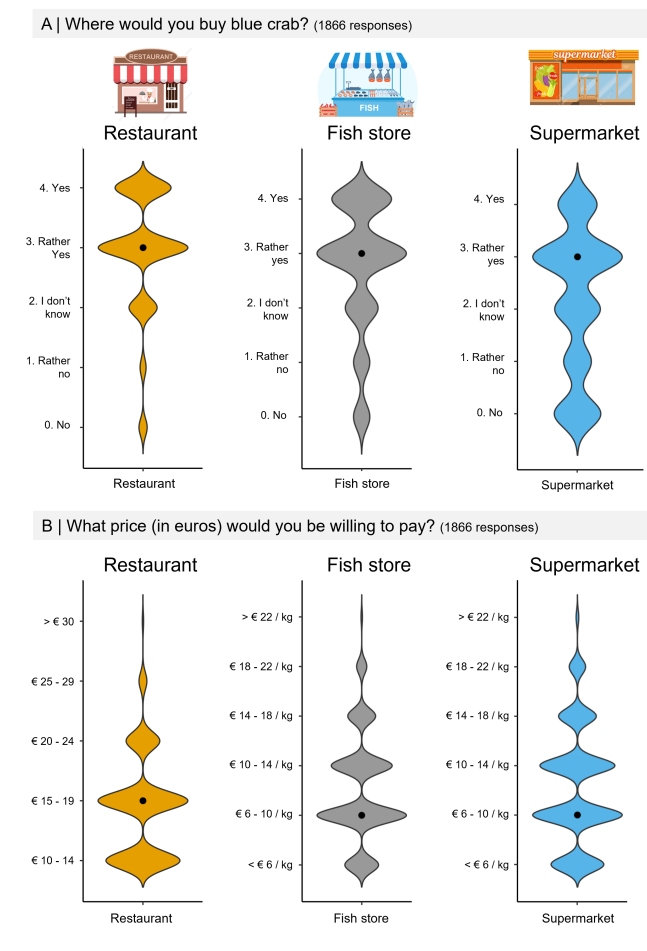 A | Where would you buy blue crab? (1866 responses)
RESTAURANT
FISH
supermarket
Restaurant
Fish store
Supermarket
4. Yes
3. Rather
Yes
2. I don't
know
1. Rather
no
0. No
Restaurant
4. Yes
3. Rather
yes
2. I don't
know
1. Rather
no
0. No
Fish store
4. Yes
3. Rather
yes
2. I don't
know
1. Rather
no
0. No
Supermarket
B | What price (in euros) would you be willing to pay? (1866 responses)
Restaurant
Fish store
Supermarket
> € 30
€ 25 - 29
€ 20 - 24
€ 15 - 19
€ 10 - 14
Restaurant
> € 22 / kg
€ 18 - 22 / kg
€ 14 - 18 / kg
€ 10 - 14 / kg
€ 6 - 10 / kg
< € 6 / kg
Fish store
> € 22 / kg
€ 18 - 22 / kg
€ 14 - 18 / kg
€ 10 - 14 / kg
€ 6 - 10 / kg
< € 6 / kg
Supermarket